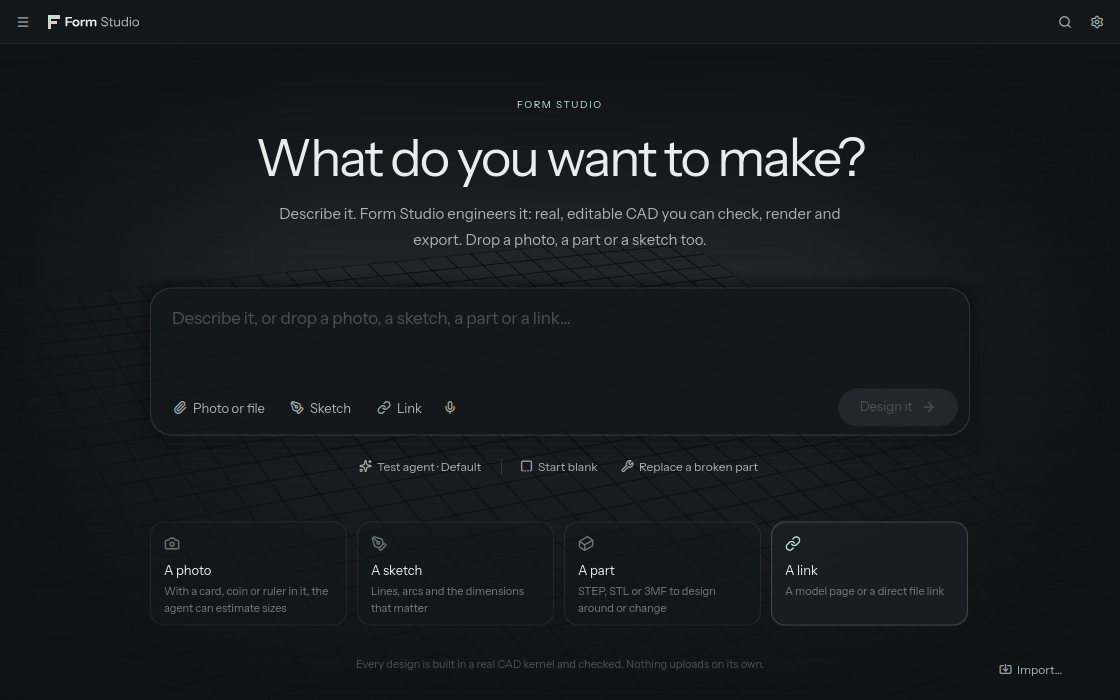 Form Studio
FORM STUDIO
What do you want to make?
Describe it. Form Studio engineers it: real, editable CAD you can check, render and
export. Drop a photo, a part or a sketch too.
Describe it, or drop a photo, a sketch, a part or a link...
Photo or file
Sketch
Link
Design it
Test agent · Default
Start blank
Replace a broken part
A photo
With a card, coin or ruler in it, the
agent can estimate sizes
A sketch
Lines, arcs and the dimensions
that matter
A part
STEP, STL or 3MF to design
around or change
A link
A model page or a direct file link
Every design is built in a real CAD kernel and checked. Nothing uploads on its own.
Import...